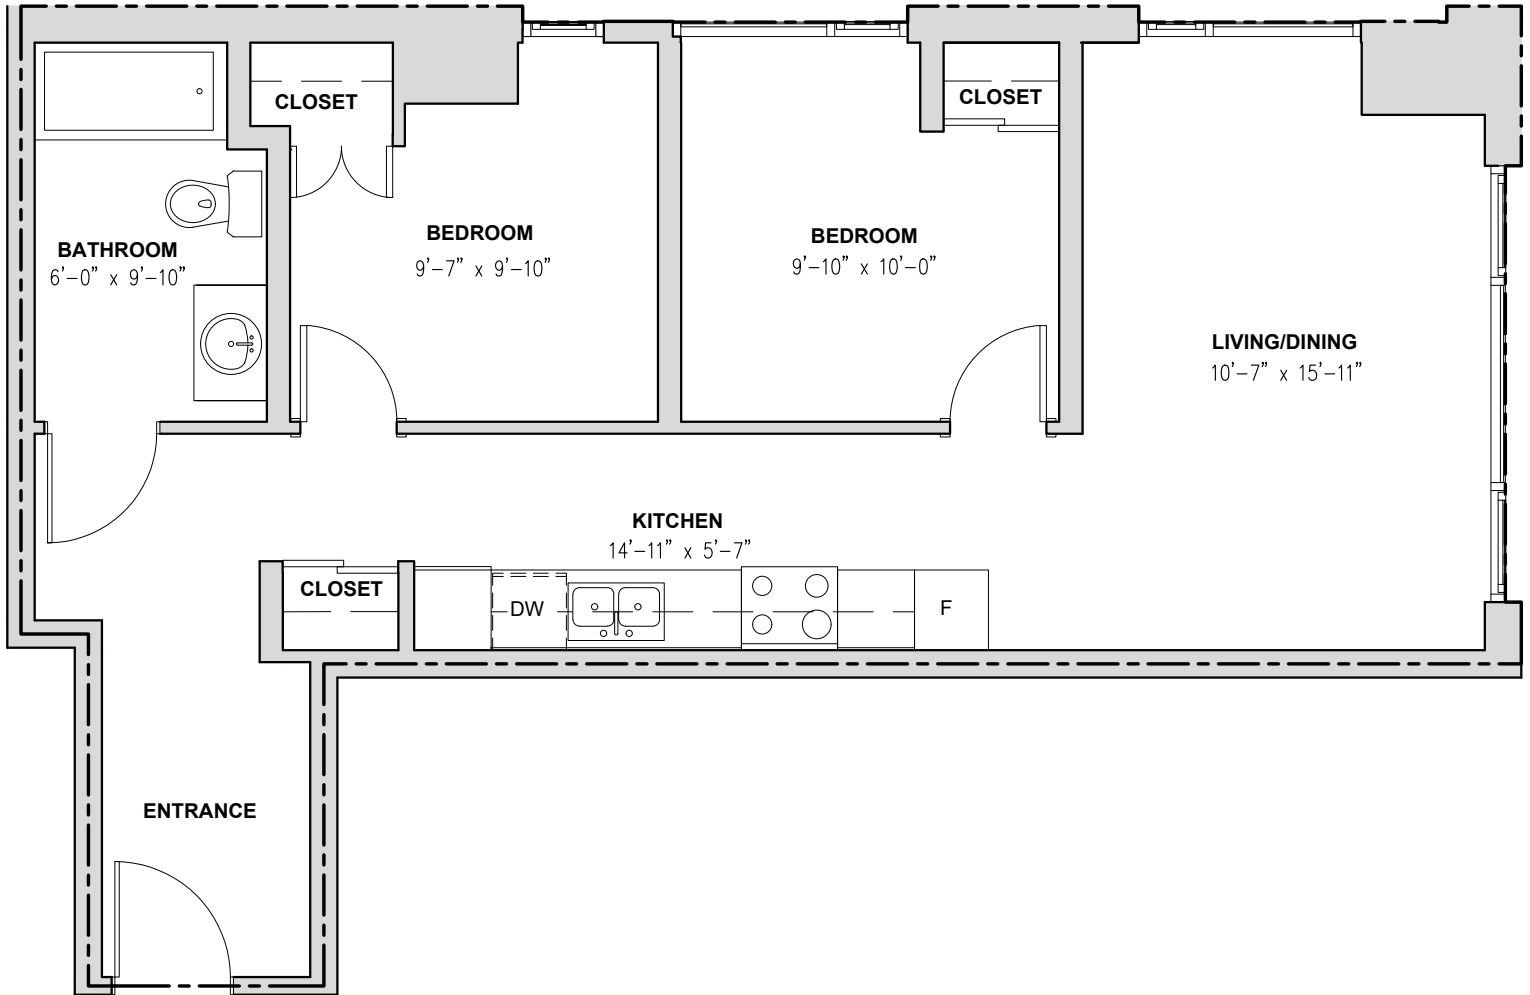 CLOSET
CLOSET
BATHROOM
6'-0" x 9'-10"
BEDROOM
9'-7" x 9'-10"
BEDROOM
9'-10" x 10'-0"
LIVING/DINING
10'-7" x 15'-11"
KITCHEN
14'-11" x 5'-7"
CLOSET
DW
F
ENTRANCE